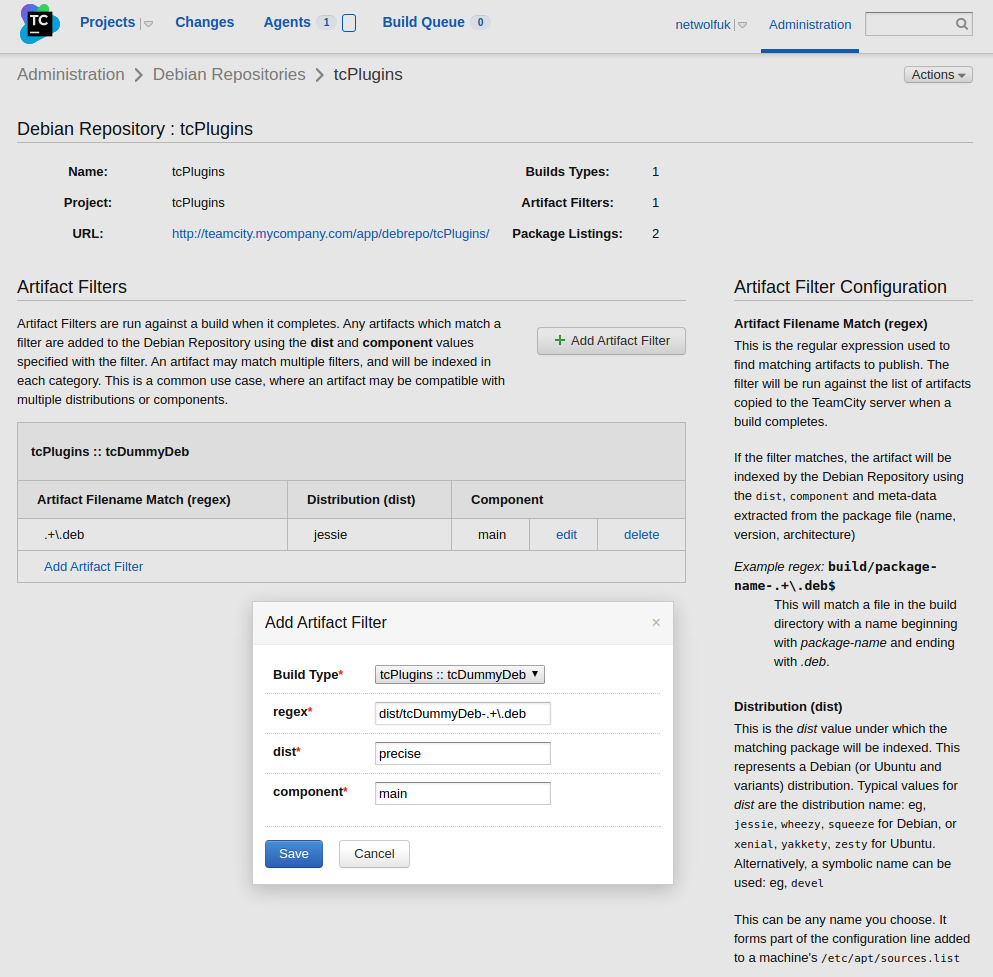 TC
Projects
Changes
Agents 1
Build Queue 0
netwolfuk
Administration
Administration
Debian Repositories
tcPlugins
Actions
Debian Repository : tcPlugins
Name: tcPlugins Builds Types: 1
Project: tcPlugins Artifact Filters: 1
URL: http://teamcity.mycompany.com/app/debrepo/tcPlugins/ Package Listings: 2
Artifact Filters
Artifact Filters are run against a build when it completes. Any artifacts which match a
filter are added to the Debian Repository using the dist and component values
specified with the filter. An artifact may match multiple filters, and will be indexed in
each category. This is a common use case, where an artifact may be compatible with
multiple distributions or components.
+ Add Artifact Filter
tcPlugins :: tcDummyDeb
Artifact Filename Match (regex) Distribution (dist) Component
.+\.deb jessie main edit delete
Add Artifact Filter
Add Artifact Filter ×
Build Type* tcPlugins :: tcDummyDeb
regex* dist/tcDummyDeb-.+\.deb
dist* precise
component* main
Save Cancel
Artifact Filter Configuration
Artifact Filename Match (regex)
This is the regular expression used to
find matching artifacts to publish. The
filter will be run against the list of artifacts
copied to the TeamCity server when a
build completes.
If the filter matches, the artifact will be
indexed by the Debian Repository using
the dist, component and meta-data
extracted from the package file (name,
version, architecture)
Example regex: build/package-
name-.+\.deb$
This will match a file in the build
directory with a name beginning
with package-name and ending
with .deb.
Distribution (dist)
This is the dist value under which the
matching package will be indexed. This
represents a Debian (or Ubuntu and
variants) distribution. Typical values for
dist are the distribution name: eg,
jessie, wheezy, squeeze for Debian, or
xenial, yakkety, zesty for Ubuntu.
Alternatively, a symbolic name can be
used: eg, devel
This can be any name you choose. It
forms part of the configuration line added
to a machine's /etc/apt/sources.list